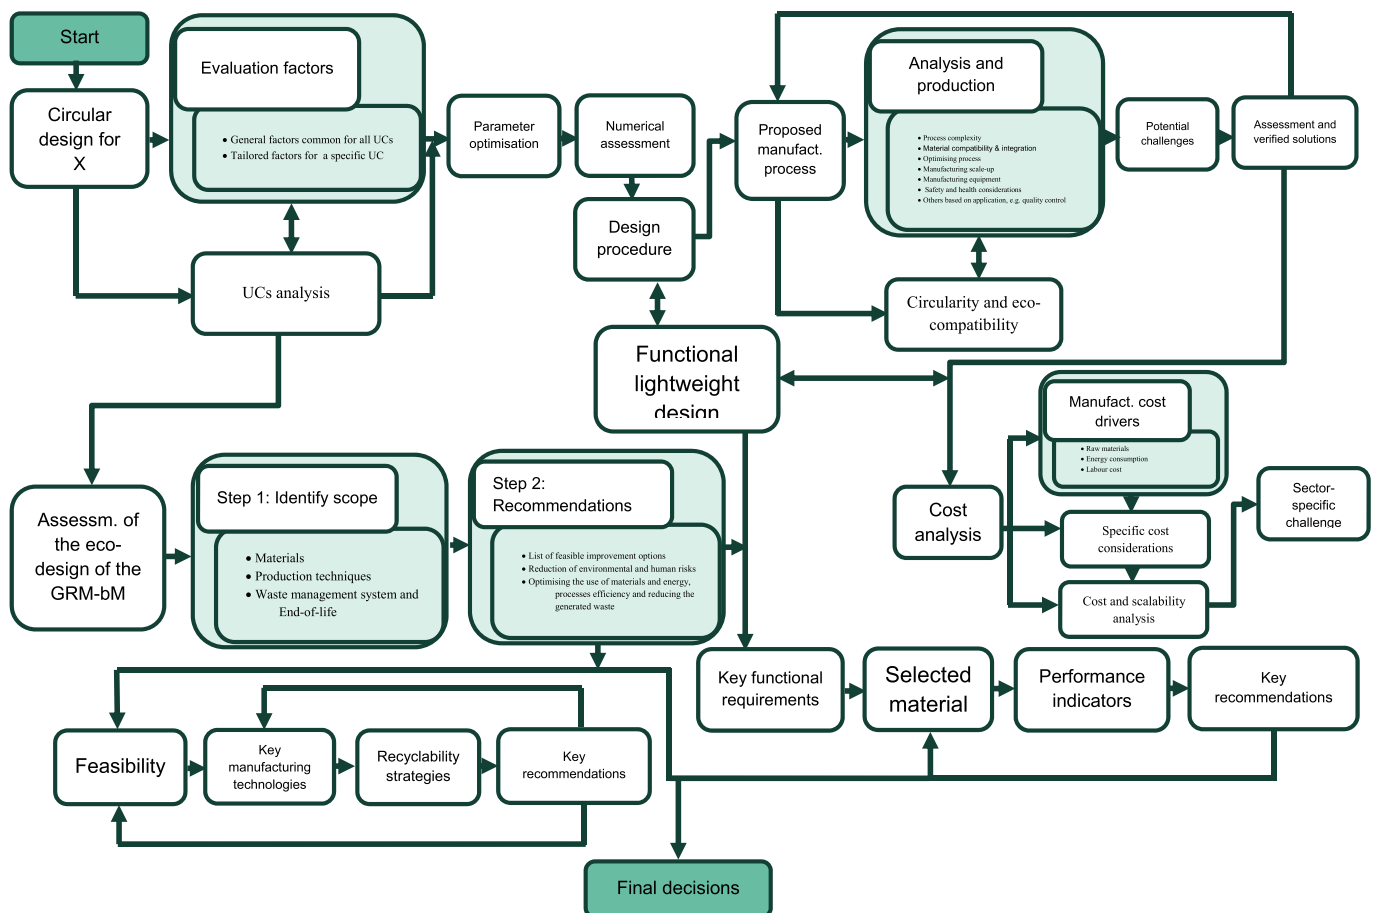 Start
Circular
design for
X
Evaluation factors
● General factors common for all UCs
● Tailored factors for a specific UC
UCs analysis
Parameter
optimisation
Numerical
assessment
Design
procedure
Proposed
manufact.
process
Analysis and
production
● Process complexity
● Material compatibility & integration
● Optimising process
● Manufacturing scale-up
● Manufacturing equipment
● Safety and health considerations
● Others based on application, e.g. quality control
Potential
challenges
Assessment and
verified solutions
Circularity and eco-
compatibility
Functional
lightweight
design
Manufact. cost
drivers
● Raw materials
● Energy consumption
● Labour cost
Cost
analysis
Specific cost
considerations
Cost and scalability
analysis
Sector-
specific
challenge
Assessm. of
the eco-
design of the
GRM-bM
Step 1: Identify scope
● Materials
● Production techniques
● Waste management system and
End-of-life
Step 2:
Recommendations
● List of feasible improvement options
● Reduction of environmental and human risks
● Optimising the use of materials and energy,
processes efficiency and reducing the
generated waste
Key functional
requirements
Selected
material
Performance
indicators
Key
recommendations
Feasibility
Key
manufacturing
technologies
Recyclability
strategies
Key
recommendations
Final decisions